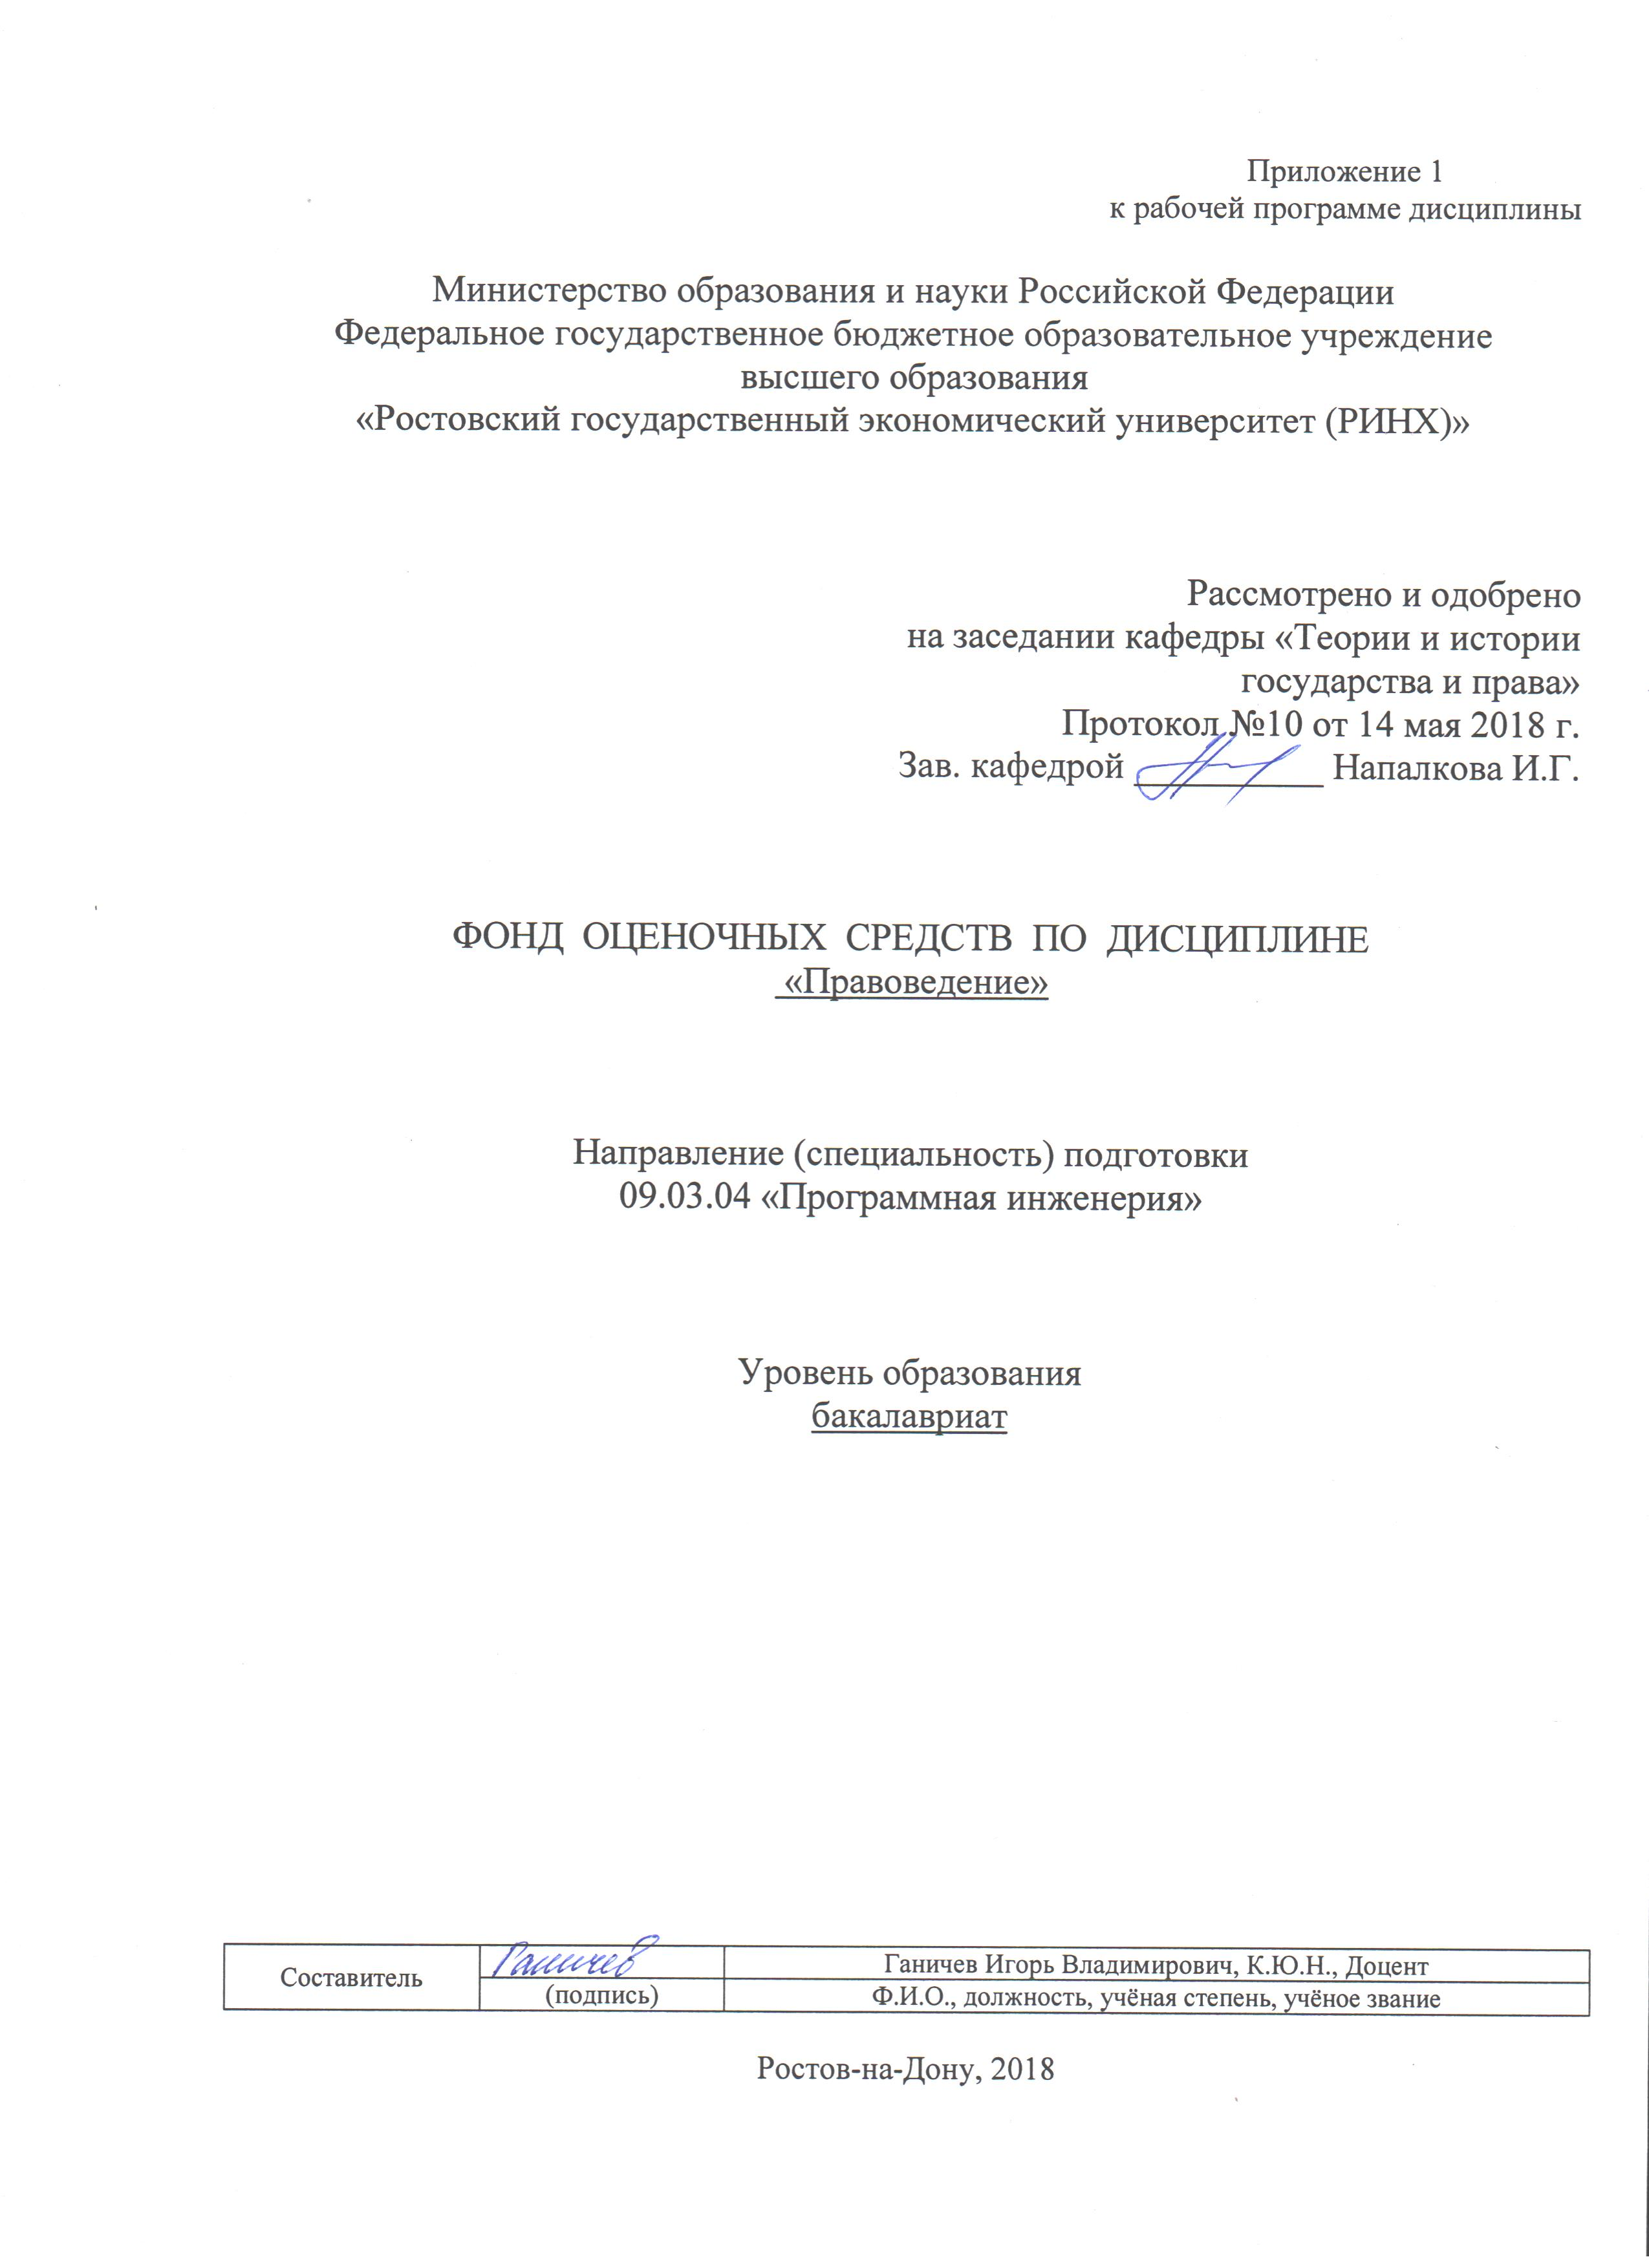 Приложение 1
к рабочей программе дисциплины
Министерство образования и науки Российской Федерации
Федеральное государственное бюджетное образовательное учреждение
высшего образования
«Ростовский государственный экономический университет (РИНХ)»
Рассмотрено и одобрено
на заседании кафедры «Теории и истории
государства и права»
Протокол №10 от 14 мая 2018 г.
Зав. кафедрой __________ Напалкова И.Г.
ФОНД ОЦЕНОЧНЫХ СРЕДСТВ ПО ДИСЦИПЛИНЕ
«Правоведение»
Направление (специальность) подготовки
09.03.04 «Программная инженерия»
Уровень образования
бакалавриат
Составитель
Ганичев
Ганичев Игорь Владимирович, К.Ю.Н., Доцент
(подпись)
Ф.И.О., должность, учёная степень, учёное звание
Ростов-на-Дону, 2018